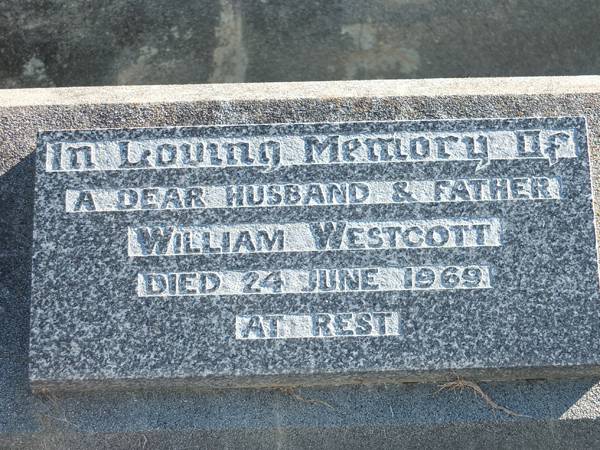 In Loving Memory Of
A DEAR HUSBAND & FATHER
WILLIAM WESTCOTT
DIED 24 JUNE 1969.
AT REST